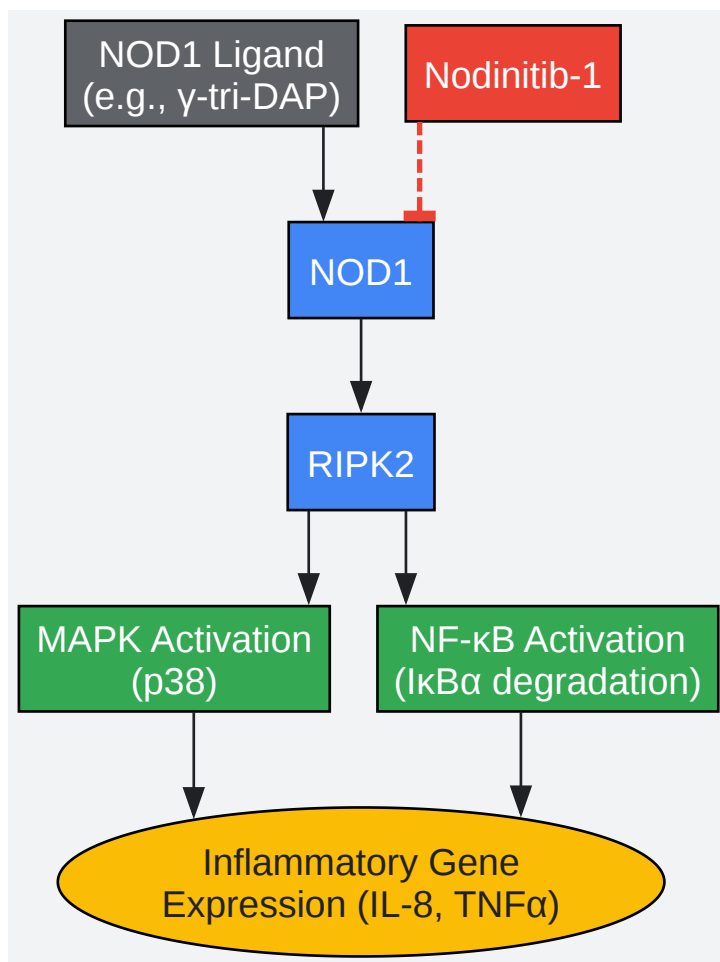 NOD1 Ligand
(e.g., γ-tri-DAP)
Nodinitib-1
NOD1
RIPK2
MAPK Activation
(p38)
NF-κB Activation
(IκBα degradation)
Inflammatory Gene
Expression (IL-8, TNFα)